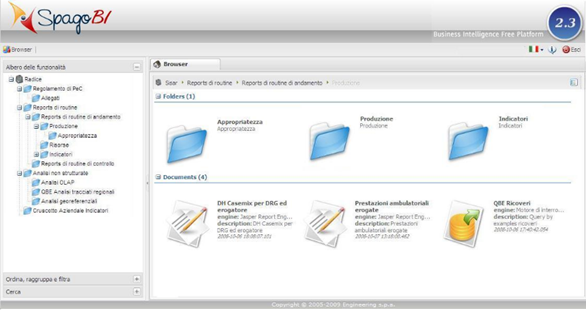 SpagoBI
2.3
Business Intelligence Free Platform
Browser
Esci
Albero delle funzionalità
Radice
Regolamento di PeC
Allegati
Reports di routine
Reports di routine di andamento
Produzione
Appropriatezza
Risorse
Indicatori
Reports di routine di controllo
Analisi non strutturate
Analisi OLAP
QBE Analisi tracciati regionali
Analisi georeferenziali
Cruscotto Aziendale Indicatori
Ordina, raggruppa e filtra
Cerca
Browser
Sisar Reports di routine Reports di routine di andamento Produzione
Folders (1)
Appropriatezza
Appropriatezza
Produzione
Produzione
Indicatori
Indicatori
Documents (4)
DH Casemix per DRG ed
erogatore
engine: Jasper Report Eng...
description:DH Casemix per
DRG ed erogatore
Prestazioni ambulatoriali
erogate
engine: Jasper Report Eng...
description:Prestazioni
ambulatoriali erogate
QBE Ricoveri
engine:Motore d'interro...
description:Query by
examples ricoveri
Copyright © 2005-2009 Engineering s.p.a.